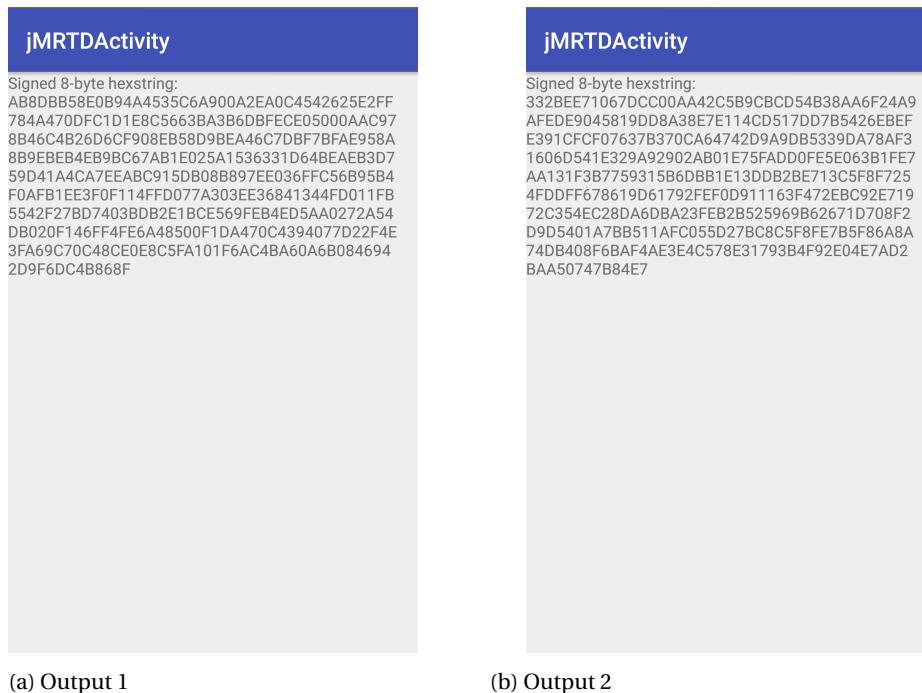 jMRTDActivity
Signed 8-byte hexstring:
AB8DBB58E0B94A4535C6A900A2EA0C4542625E2FF
784A470DFC1D1E8C5663BA3B6DBFECE05000AAC97
8B46C4B26D6CF908EB58D9BEA46C7DBF7BFAE958A
8B9EBEB4EB9BC67AB1E025A1536331D64BEAEB3D7
59D41A4CA7EEABC915DB08B897EE036FFC56B95B4
F0AFB1EE3F0F114FFD077A303EE36841344FD011FB
5542F27BD7403BDB2E1BCE569FEB4ED5AA0272A54
DB020F146FF4FE6A48500F1DA470C4394077D22F4E
3FA69C70C48CE0E8C5FA101F6AC4BA60A6B084694
2D9F6DC4B868F
(a) Output 1
jMRTDActivity
Signed 8-byte hexstring:
332BEE71067DCC00AA42C5B9CBCD54B38AA6F24A9
AFEDE9045819DD8A38E7E114CD517DD7B5426EBEF
E391CFCF07637B370CA64742D9A9DB5339DA78AF3
1606D541E329A92902AB01E75FADD0FE5E063B1FE7
AA131F3B7759315B6DBB1E13DDB2BE713C5F8F725
4FDDFF678619D61792FEF0D911163F472EBC92E719
72C354EC28DA6DBA23FEB2B525969B62671D708F2
D9D5401A7BB511AFC055D27BC8C5F8FE7B5F86A8A
74DB408F6BAF4AE3E4C578E31793B4F92E04E7AD2
BAA50747B84E7
(b) Output 2